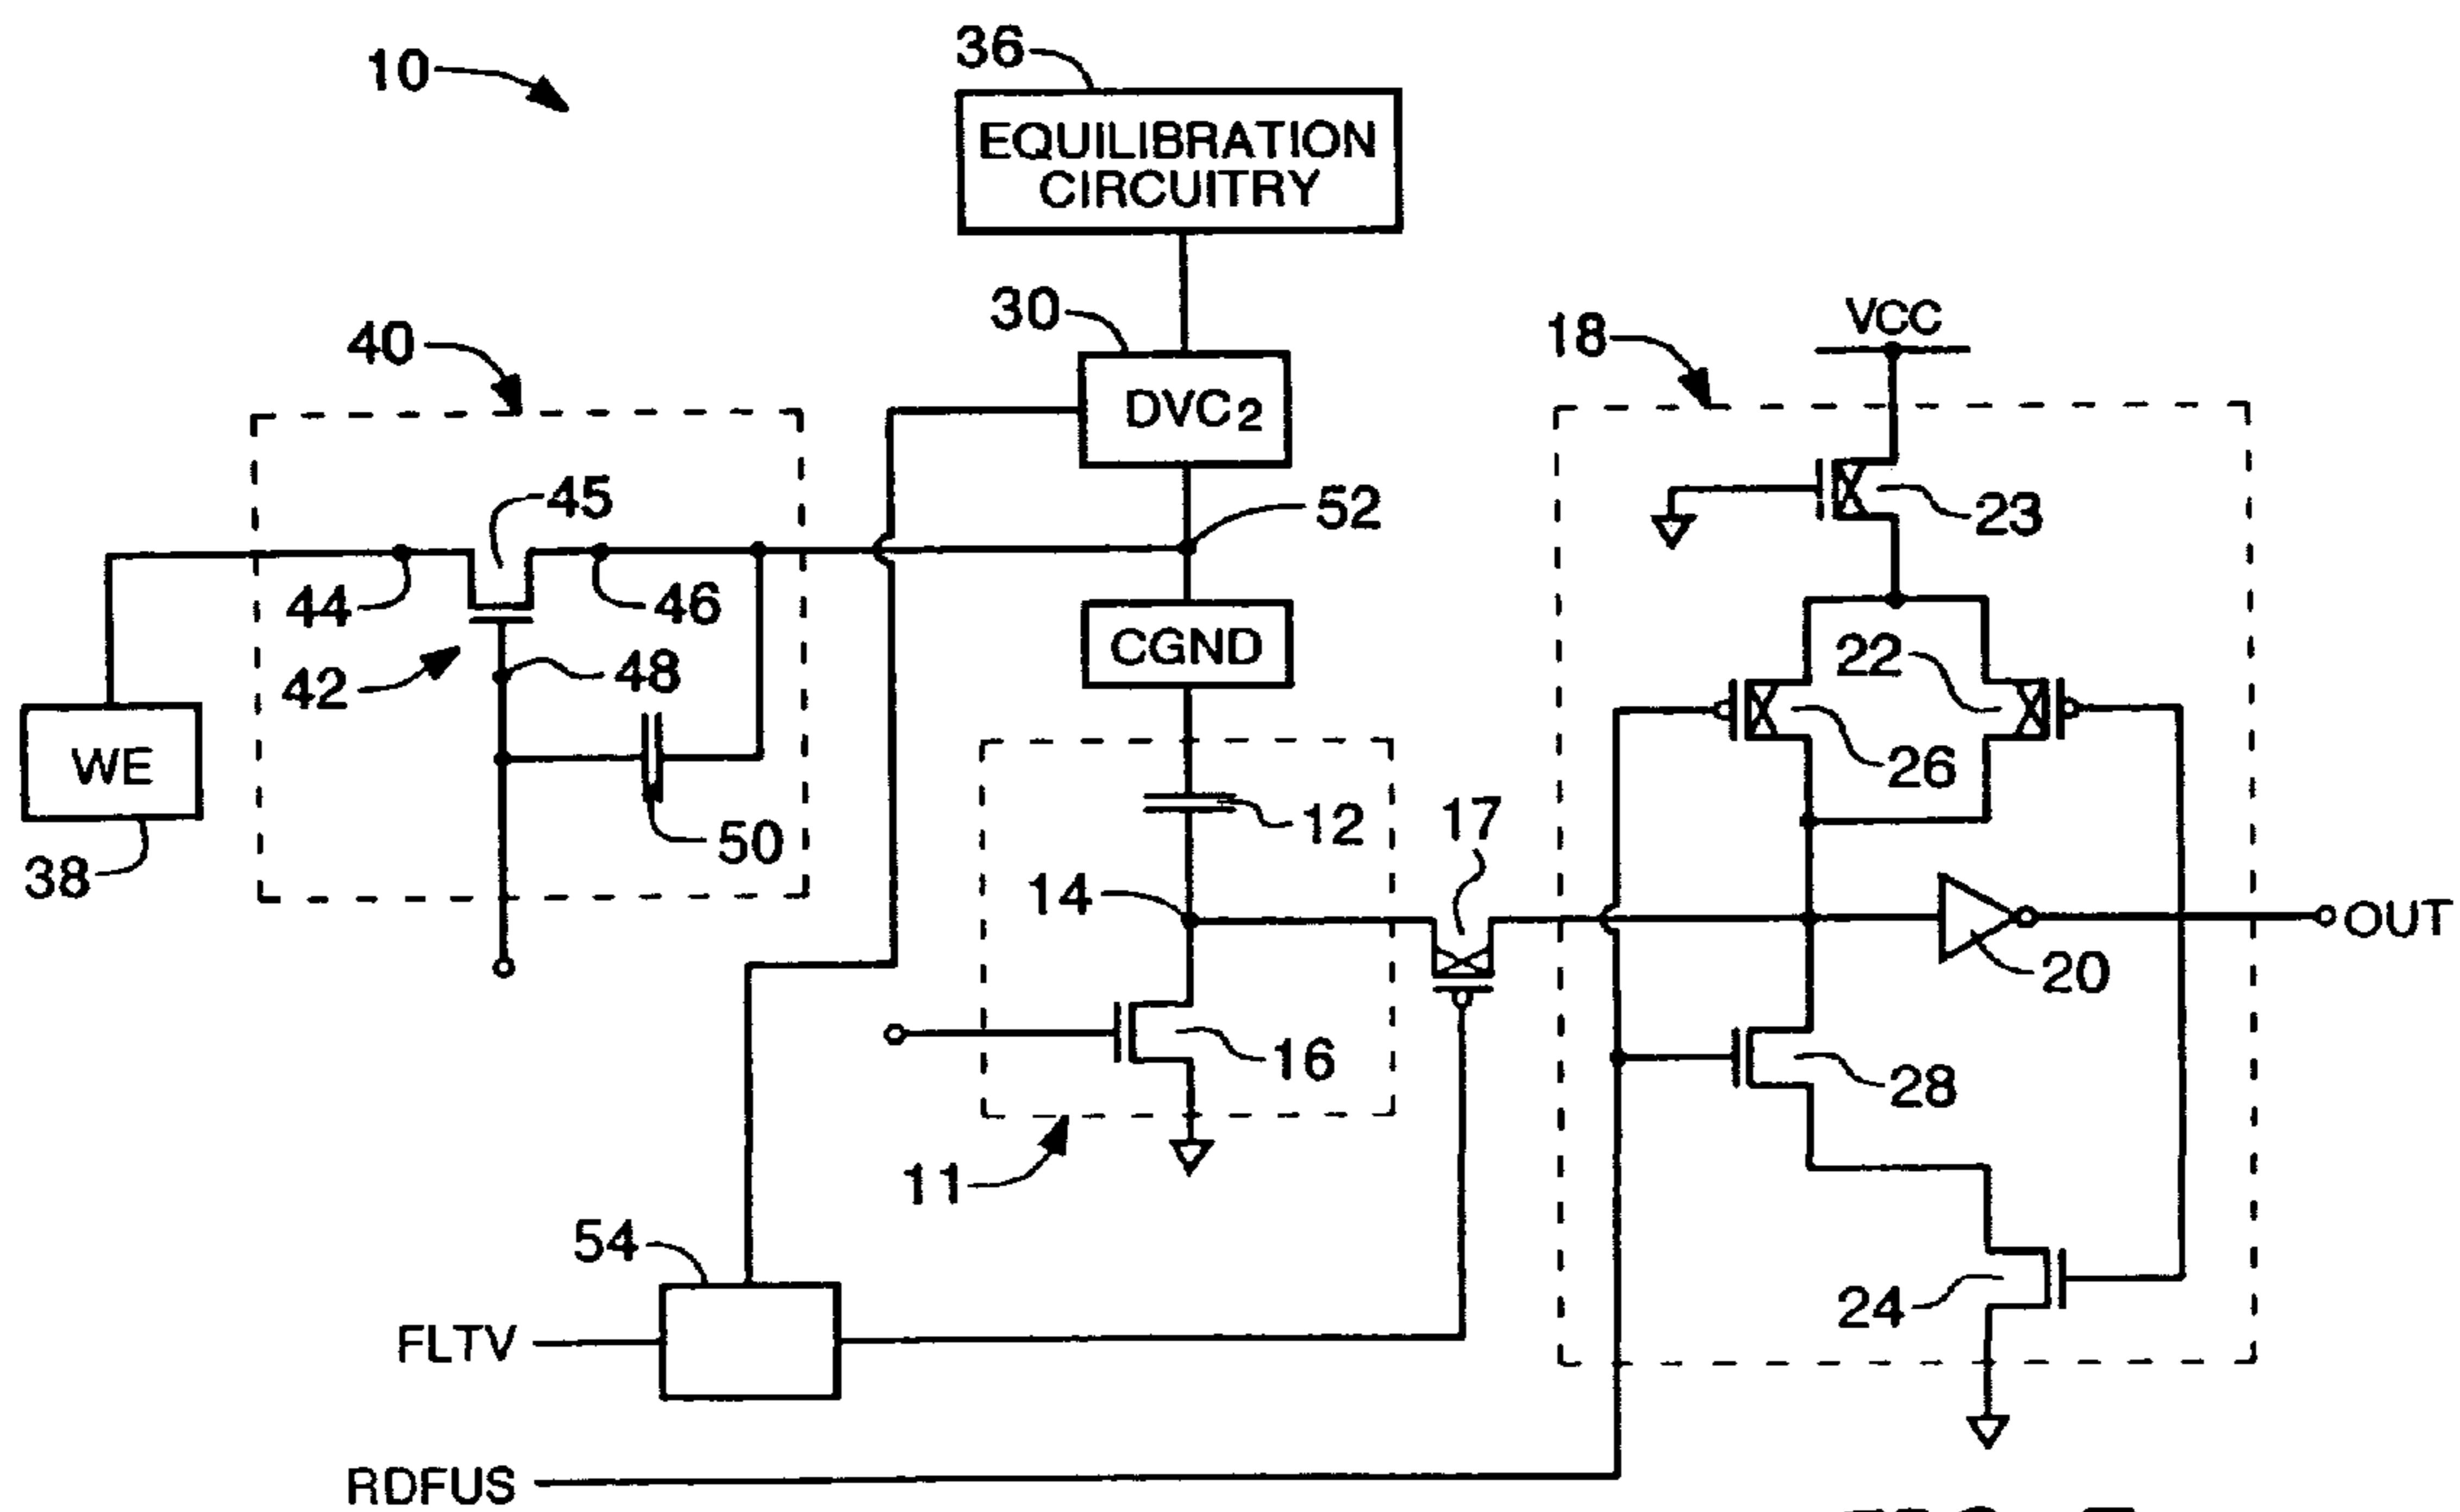 10
36
EQUILIBRATION
CIRCUITRY
30
DVC2
40
18
VCC
45
52
23
44
46
CGND
42
48
22
26
WE
38
50
12
17
14
OUT
20
16
28
11
54
24
FLTV
RDFUS